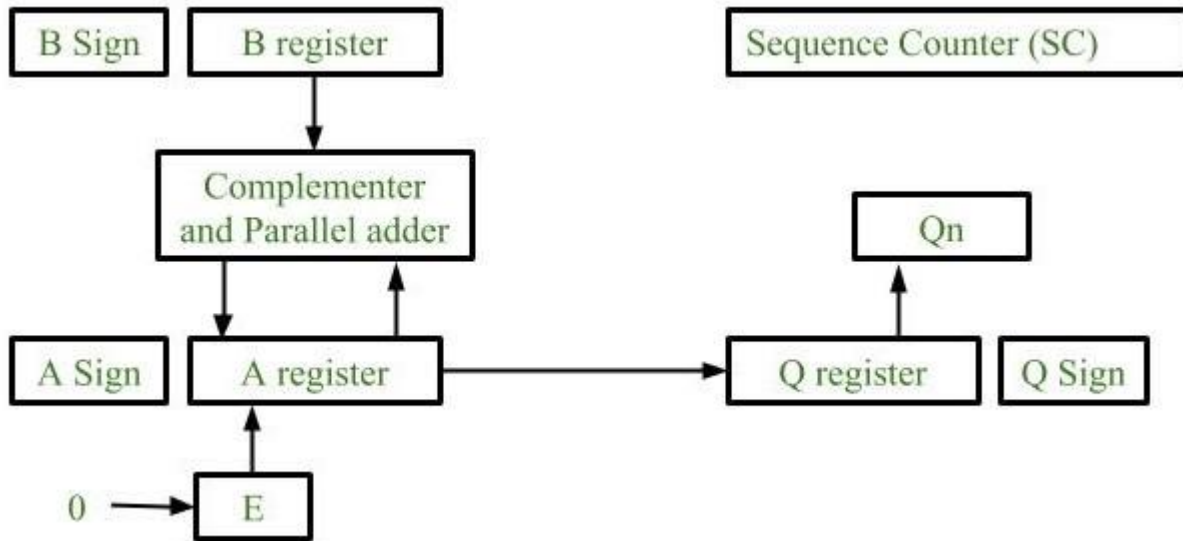 B Sign
B register
Sequence Counter (SC)
Complementer
and Parallel adder
Qn
A Sign
A register
Q register
Q Sign
0
E